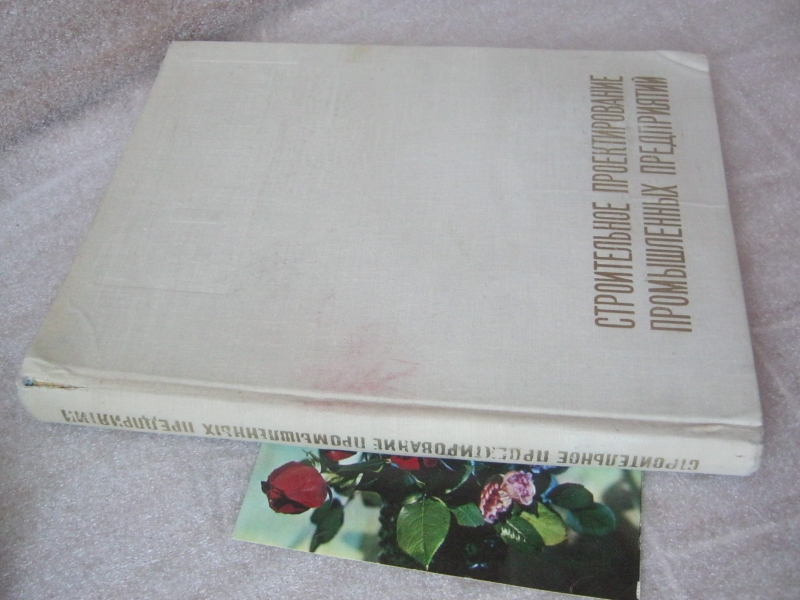 СТРОИТЕЛЬНОЕ ПРОЕКТИРОВАНИЕ
ПРОМЫШЛЕННЫХ ПРЕДПРИЯТИЙ
СТРОИТЕЛЬНОЕ ПРОЕКТИРОВАНИЕ ПРОМЫШЛЕННЫХ ПРЕДПРИЯТИЙ